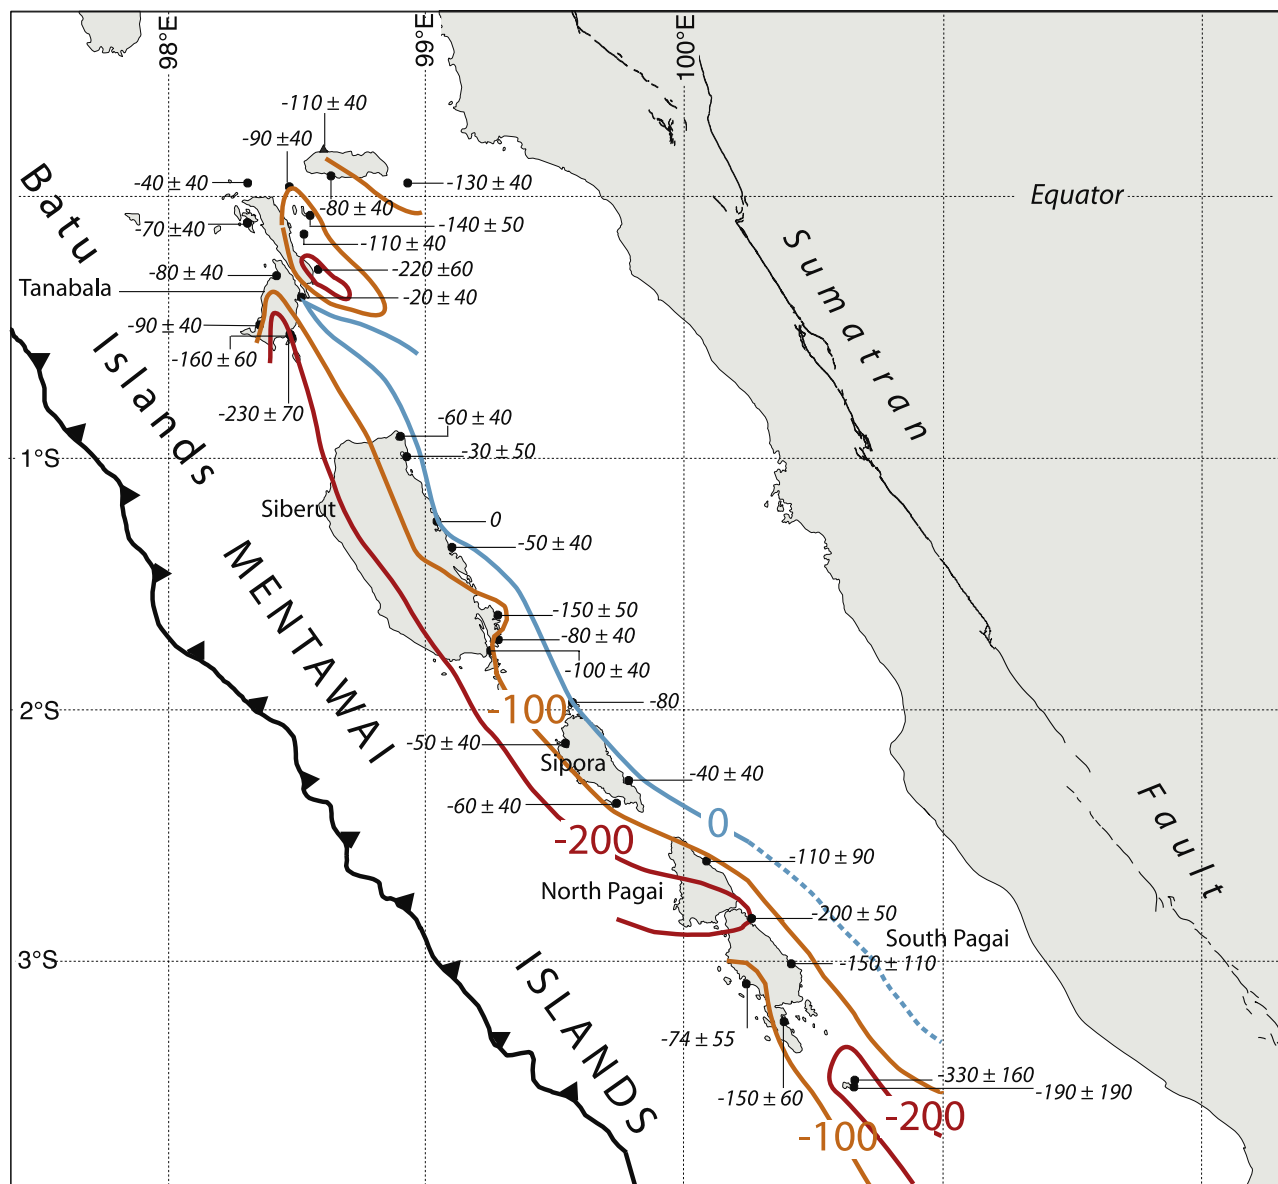 98°E
99°E
100°E
-110 ± 40
-90 ±40
-40 ± 40
-130 ± 40
-80 ± 40
Equator
-70 ±40
-140 ± 50
-110 ± 40
-80 ± 40
-220 ±60
Tanabala
-20 ± 40
-90 ± 40
-160 ± 60
-230 ± 70
Batu
Islands
Sumatran
Fault
-60 ± 40
-30 ± 50
1°S
Siberut
0
-50 ± 40
MENTAWAI
ISLANDS
-150 ± 50
-80 ± 40
-100 ± 40
-80
2°S
-100
-50 ± 40
Sipora
-40 ± 40
-60 ± 40
0
-200
-110 ± 90
North Pagai
-200 ± 50
South Pagai
3°S
-150 ± 110
-74 ± 55
-330 ± 160
-190 ± 190
-150 ± 60
-200
-100